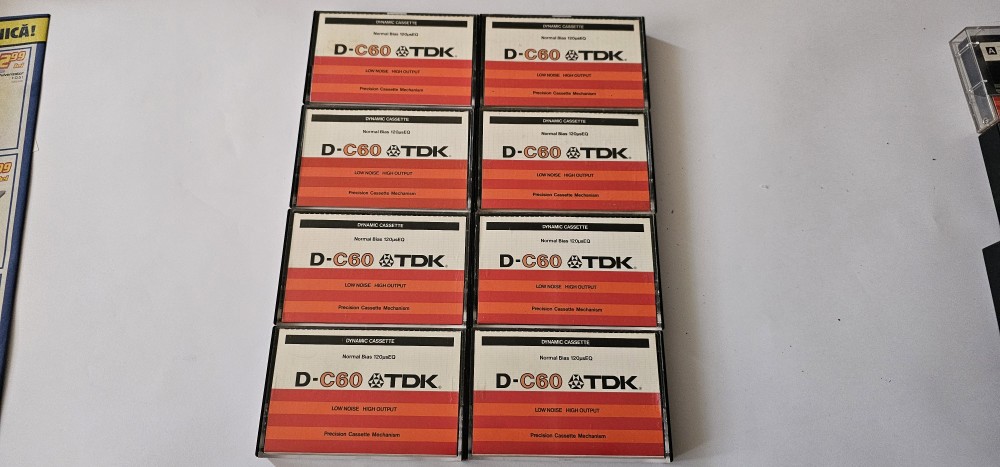 NICĂ!
DYNAMIC CASSETTE
Normal Bias 120µsEQ
D-C60 TDK
LOW NOISE HIGH OUTPUT
Precision Cassette Mechanism
DYNAMIC CASSETTE
Normal Bias 120µsEQ
D-C60 TDK
LOW NOISE HIGH OUTPUT
Precision Cassette Mechanism
DYNAMIC CASSETTE
Normal Bias 120µsEQ
D-C60 TDK
LOW NOISE HIGH OUTPUT
Precision Cassette Mechanism
DYNAMIC CASSETTE
Normal Bias 120µsEQ
D-C60 TDK
LOW NOISE HIGH OUTPUT
Precision Cassette Mechanism
DYNAMIC CASSETTE
Normal Bias 120µsEQ
D-C60 TDK
LOW NOISE HIGH OUTPUT
Precision Cassette Mechanism
DYNAMIC CASSETTE
Normal Bias 120µsEQ
D-C60 TDK
LOW NOISE HIGH OUTPUT
Precision Cassette Mechanism
DYNAMIC CASSETTE
Normal Bias 120µsEQ
D-C60 TDK
LOW NOISE HIGH OUTPUT
Precision Cassette Mechanism
DYNAMIC CASSETTE
Normal Bias 120µsEQ
D-C60 TDK
LOW NOISE HIGH OUTPUT
Precision Cassette Mechanism
A